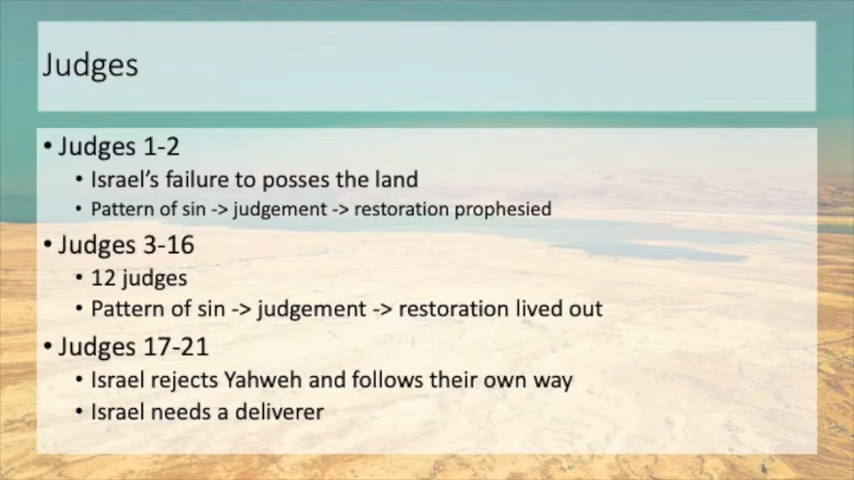 Judges
• Judges 1-2
• Israel's failure to posses the land
• Pattern of sin -> judgement -> restoration prophesied
• Judges 3-16
• 12 judges
• Pattern of sin -> judgement -> restoration lived out
• Judges 17-21
• Israel rejects Yahweh and follows their own way
• Israel needs a deliverer